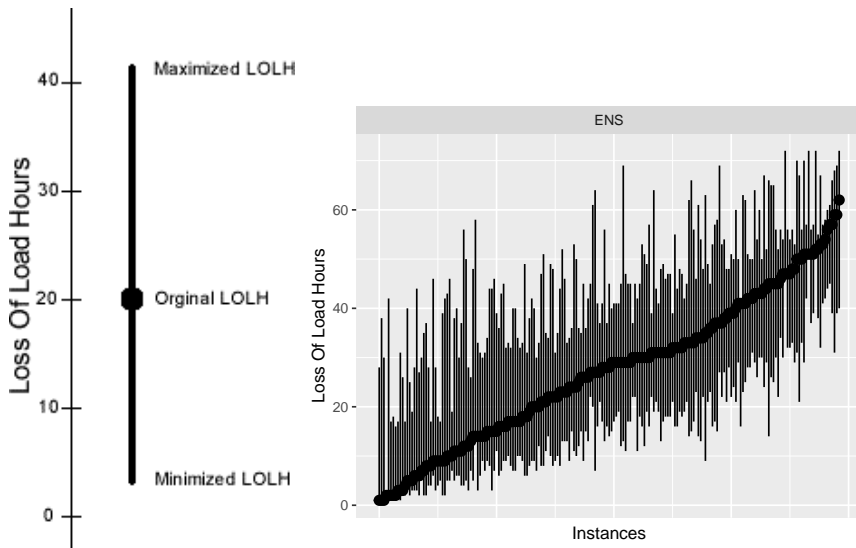 Loss Of Load Hours
40
30
20
10
0
Maximized LOLH
Orginal LOLH
Minimized LOLH
ENS
Loss Of Load Hours
60
40
20
0
Instances